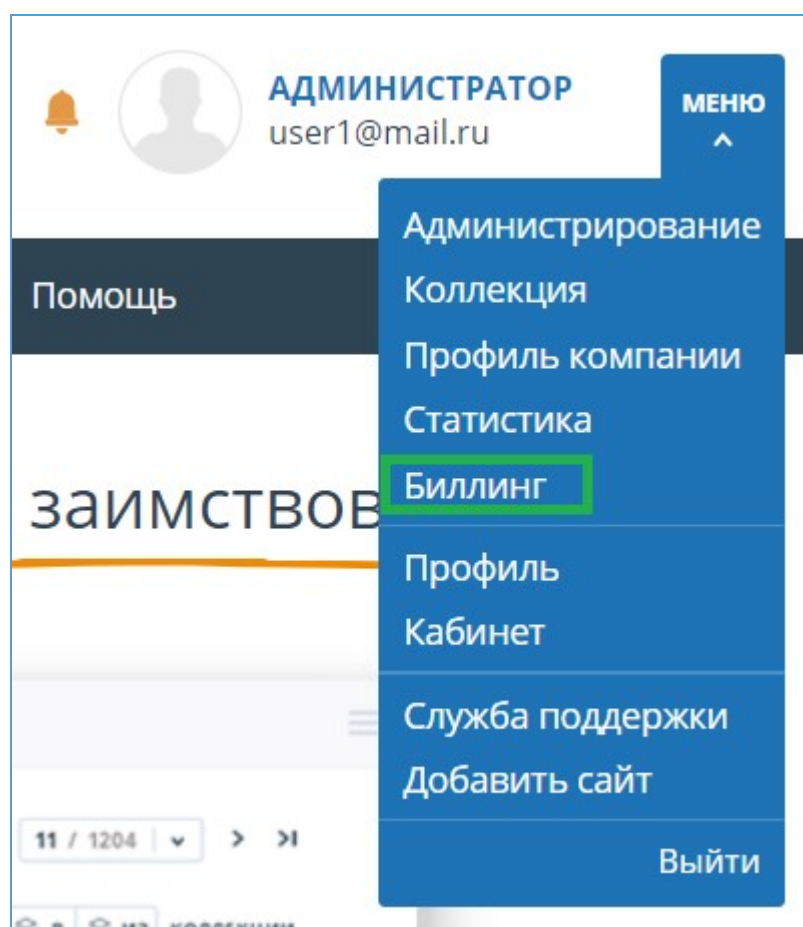 АДМИНИСТРАТОР
user1@mail.ru
МЕНЮ
Администрирование
Помощь
Коллекция
Профиль компании
Статистика
заимствов
Биллинг
Профиль
Кабинет
Служба поддержки
Добавить сайт
11 / 1204
Выйти